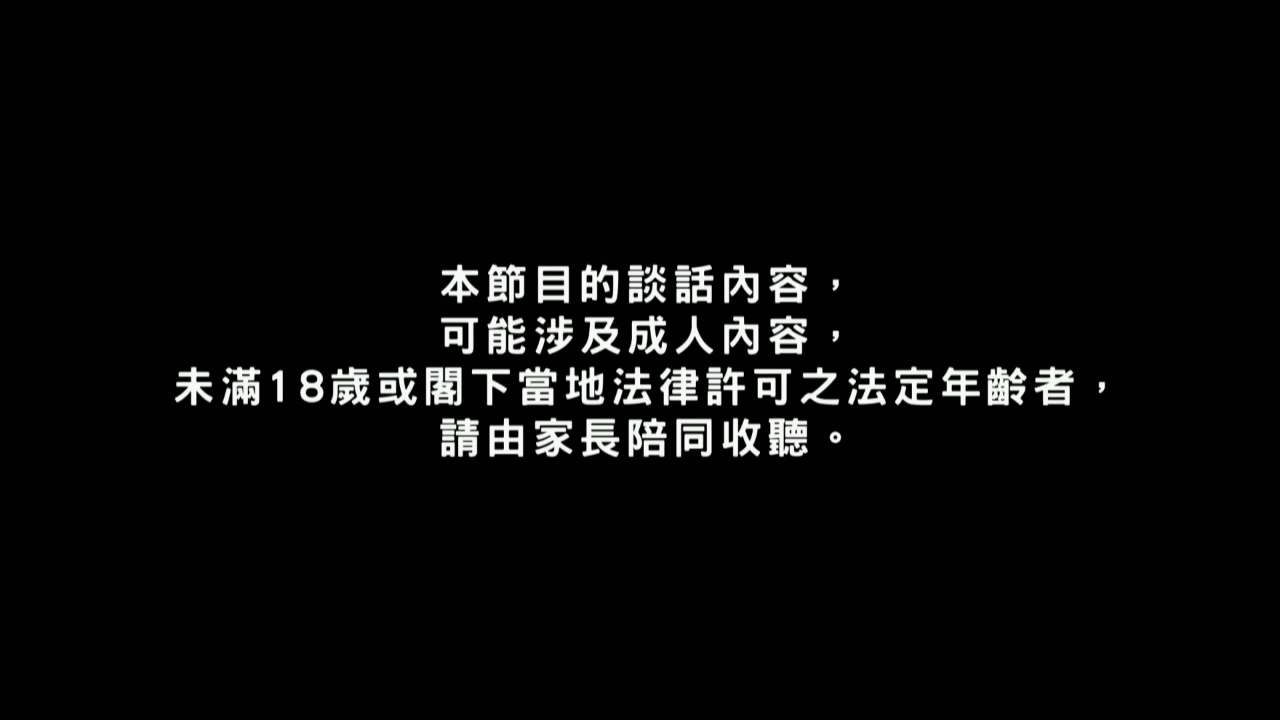 本節目的談話內容，
可能涉及成人內容，
未滿18歲或閣下當地法律許可之法定年齡者，
請由家長陪同收聽。